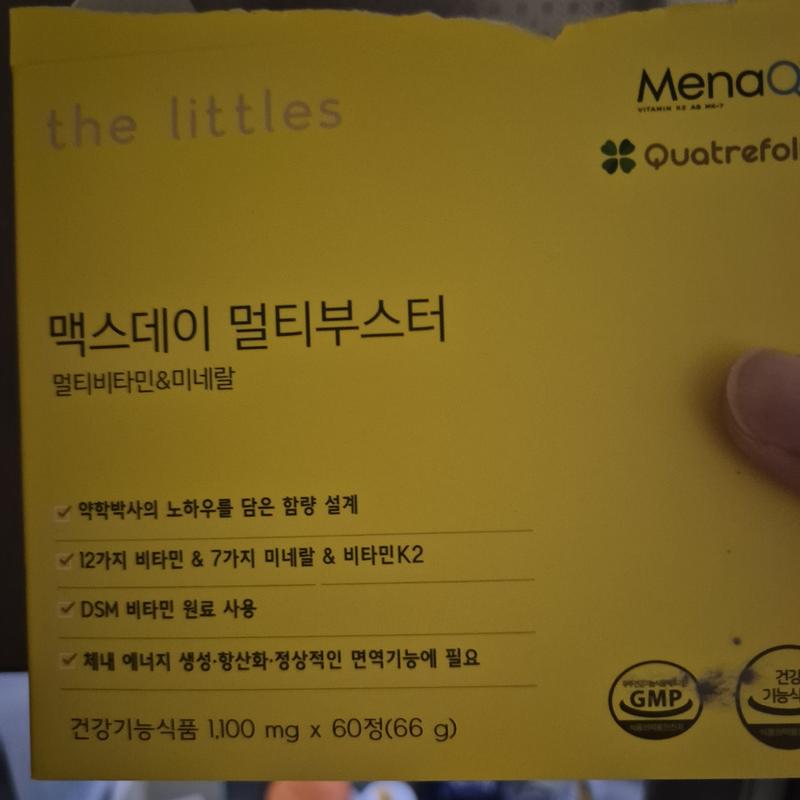 the littles
MenaQ
VITAMIN K2 AS MK-7
Quatrefol
맥스데이 멀티부스터
멀티비타민&미네랄
약학박사의 노하우를 담은 함량 설계
12가지 비타민 & 7가지 미네랄 & 비타민K2
DSM 비타민 원료 사용
체내 에너지 생성·항산화·정상적인 면역기능에 필요
건강기능식품 1,100 mg x 60정(66 g)
GMP
건강
기능식